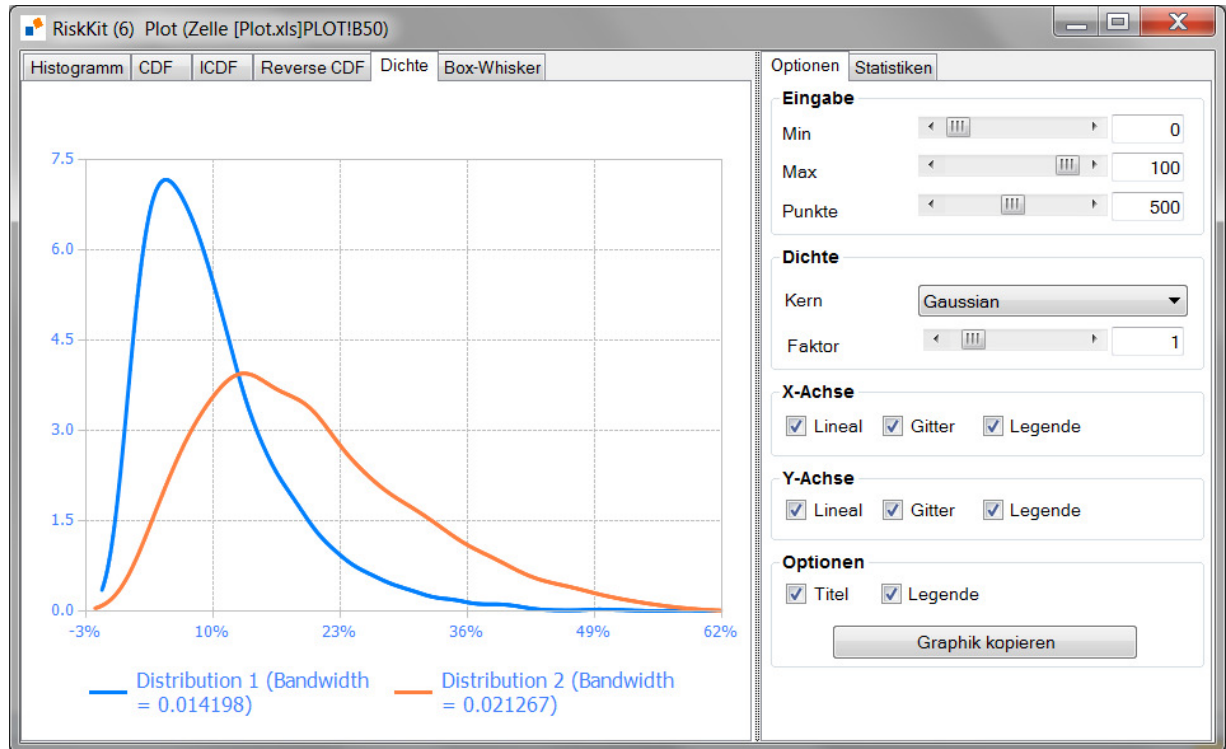 RiskKit (6) Plot (Zelle [Plot.xls]PLOT!B50)
Histogramm CDF ICDF Reverse CDF Dichte Box-Whisker
7.5
6.0
4.5
3.0
1.5
0.0
-3% 10% 23% 36% 49% 62%
Distribution 1 (Bandwidth
= 0.014198)
Distribution 2 (Bandwidth
= 0.021267)
Optionen Statistiken
Eingabe
Min 0
Max 100
Punkte 500
Dichte
Kern Gaussian
Faktor 1
X-Achse
Lineal Gitter Legende
Y-Achse
Lineal Gitter Legende
Optionen
Titel Legende
Graphik kopieren